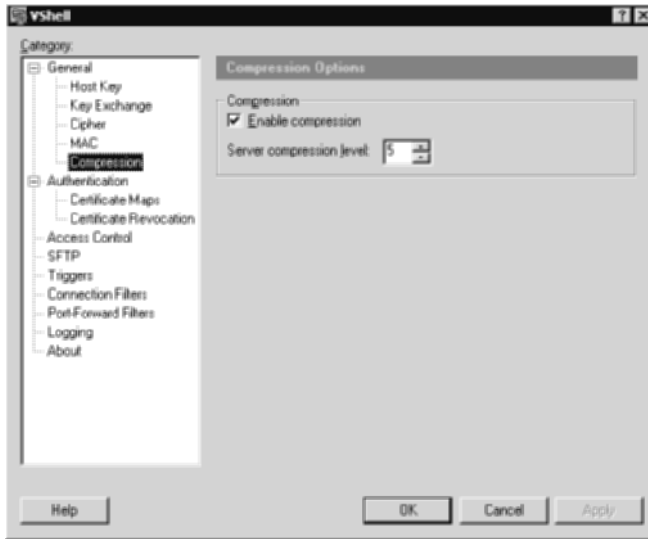 VShell
Category:
General
Host Key
Key Exchange
Cipher
MAC
Compression
Authentication
Certificate Maps
Certificate Revocation
Access Control
SFTP
Triggers
Connection Filters
Port-Forward Filters
Logging
About
Compression Options
Compression
Enable compression
Server compression level: 5
Help
OK
Cancel
Apply